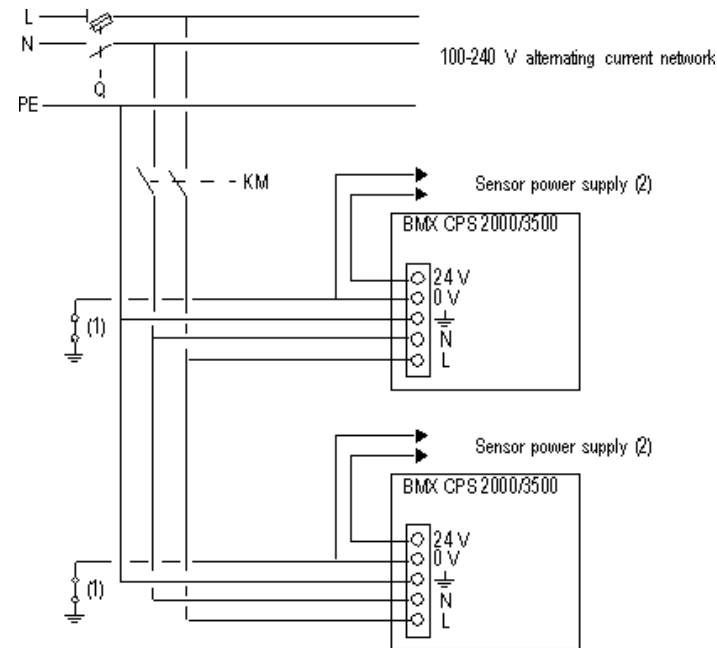 L
N
100-240 V alternating current network
Q
PE
KM
Sensor power supply (2)
BMX CPS 2000/3500
24 V
0 V
(1)
N
L
Sensor power supply (2)
BMX CPS 2000/3500
24 V
0 V
(1)
N
L